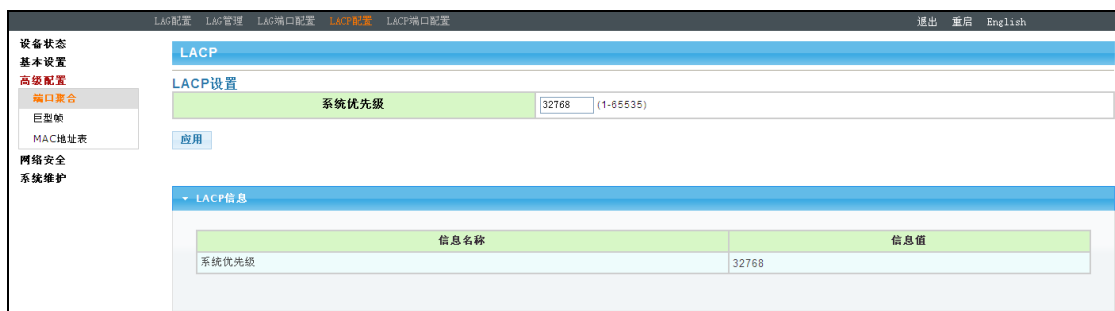 LAG配置 LAG管理 LAG端口配置 LACP配置 LACP端口配置 退出 重启 English
设备状态
基本设置
高级配置
端口聚合
巨型帧
MAC地址表
网络安全
系统维护
LACP
LACP设置
系统优先级 32768 (1-65535)
应用
LACP信息
信息名称 信息值
系统优先级 32768